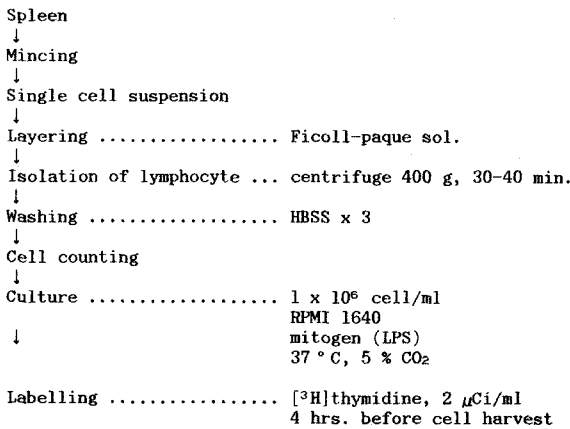 Spleen
↓
Mincing
↓
Single cell suspension
↓
Layering .................. Ficoll-paque sol.
↓
Isolation of lymphocyte ... centrifuge 400 g, 30-40 min.
↓
Washing ................... HBSS x 3
↓
Cell counting
↓
Culture ................... 1 x 10⁶ cell/ml
RPMI 1640
↓ mitogen (LPS)
37 °C, 5 % CO₂
Labelling ................. [³H]thymidine, 2 μCi/ml
4 hrs. before cell harvest